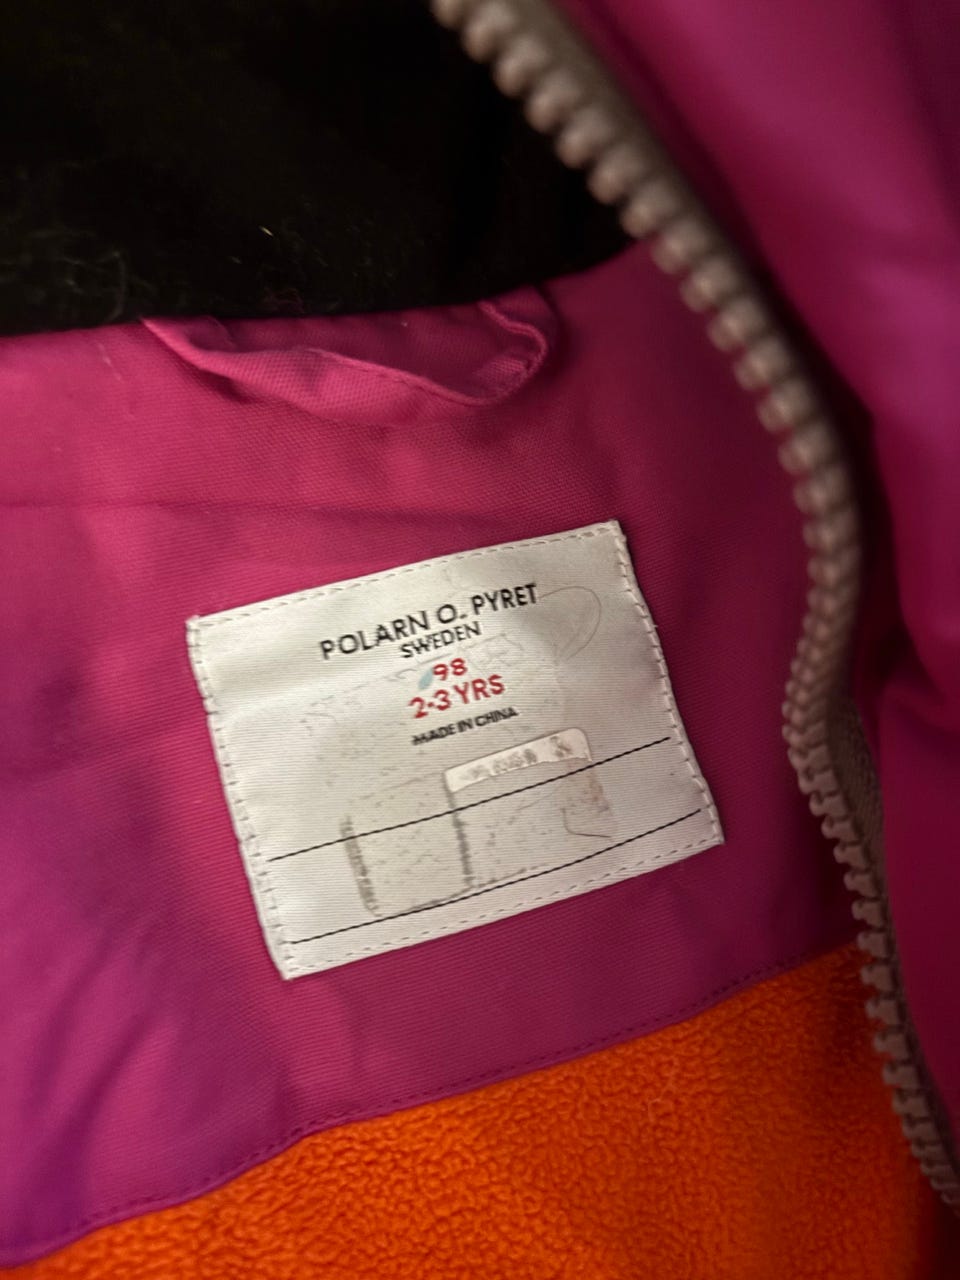 POLARN O. PYRET
SWEDEN
98
2-3 YRS
MADE IN CHINA